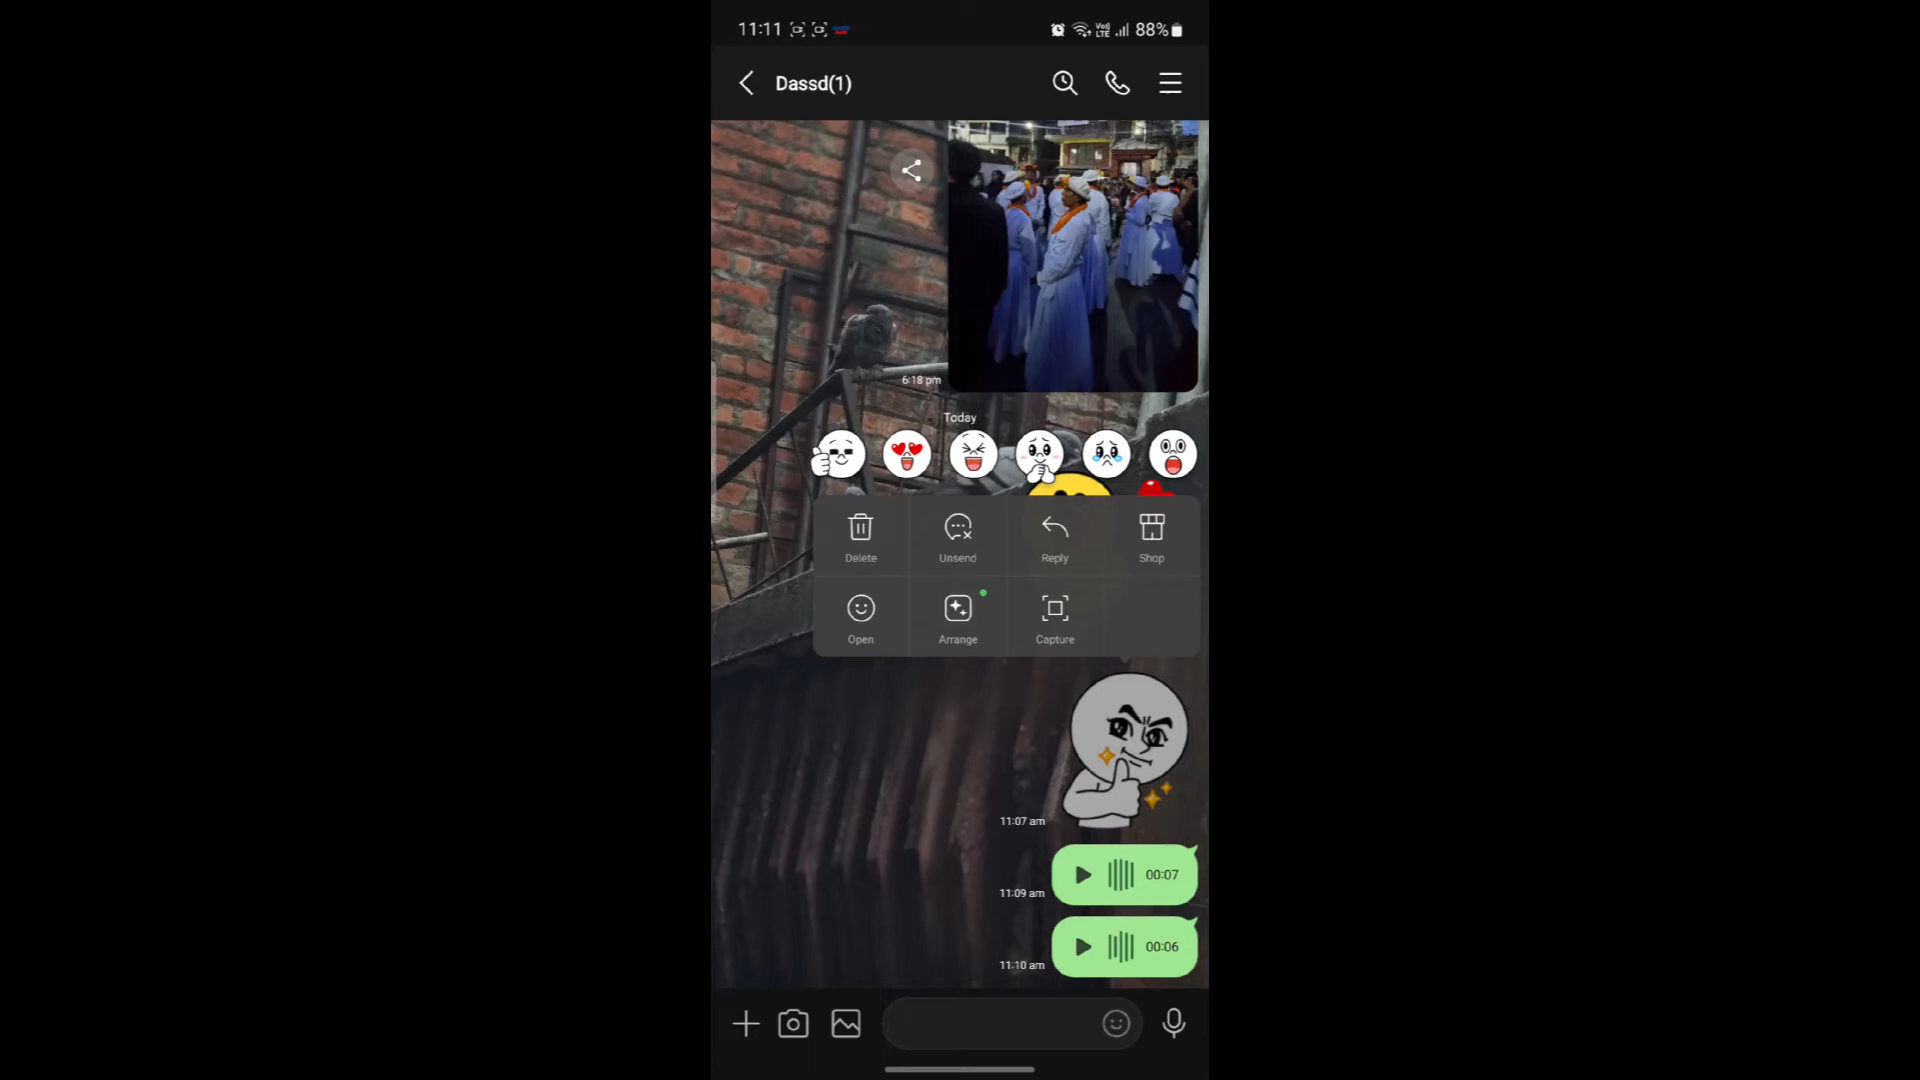 11:11 88%
Dassd(1)
6:18 pm
Today
Delete Unsend Reply Shop
Open Arrange Capture
11:07 am
00:07
11:09 am
00:06
11:10 am